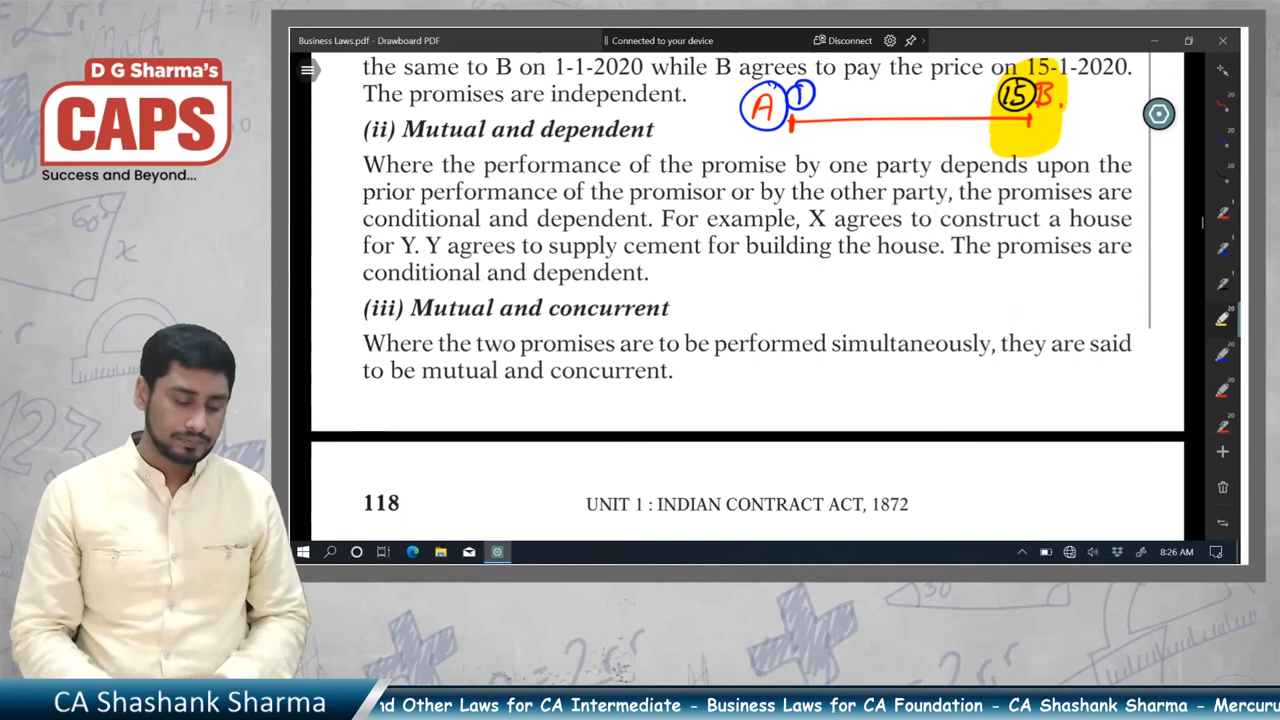 D G Sharma's
CAPS
Success and Beyond...
Business Laws.pdf - Drawboard PDF
Connected to your device
Disconnect
the same to B on 1-1-2020 while B agrees to pay the price on 15-1-2020.
The promises are independent.
A 1 15 B.
(ii) Mutual and dependent
Where the performance of the promise by one party depends upon the
prior performance of the promisor or by the other party, the promises are
conditional and dependent. For example, X agrees to construct a house
for Y. Y agrees to supply cement for building the house. The promises are
conditional and dependent.
(iii) Mutual and concurrent
Where the two promises are to be performed simultaneously, they are said
to be mutual and concurrent.
118 UNIT 1 : INDIAN CONTRACT ACT, 1872
8:26 AM
CA Shashank Sharma
nd Other Laws for CA Intermediate - Business Laws for CA Foundation - CA Shashank Sharma - Mercuru